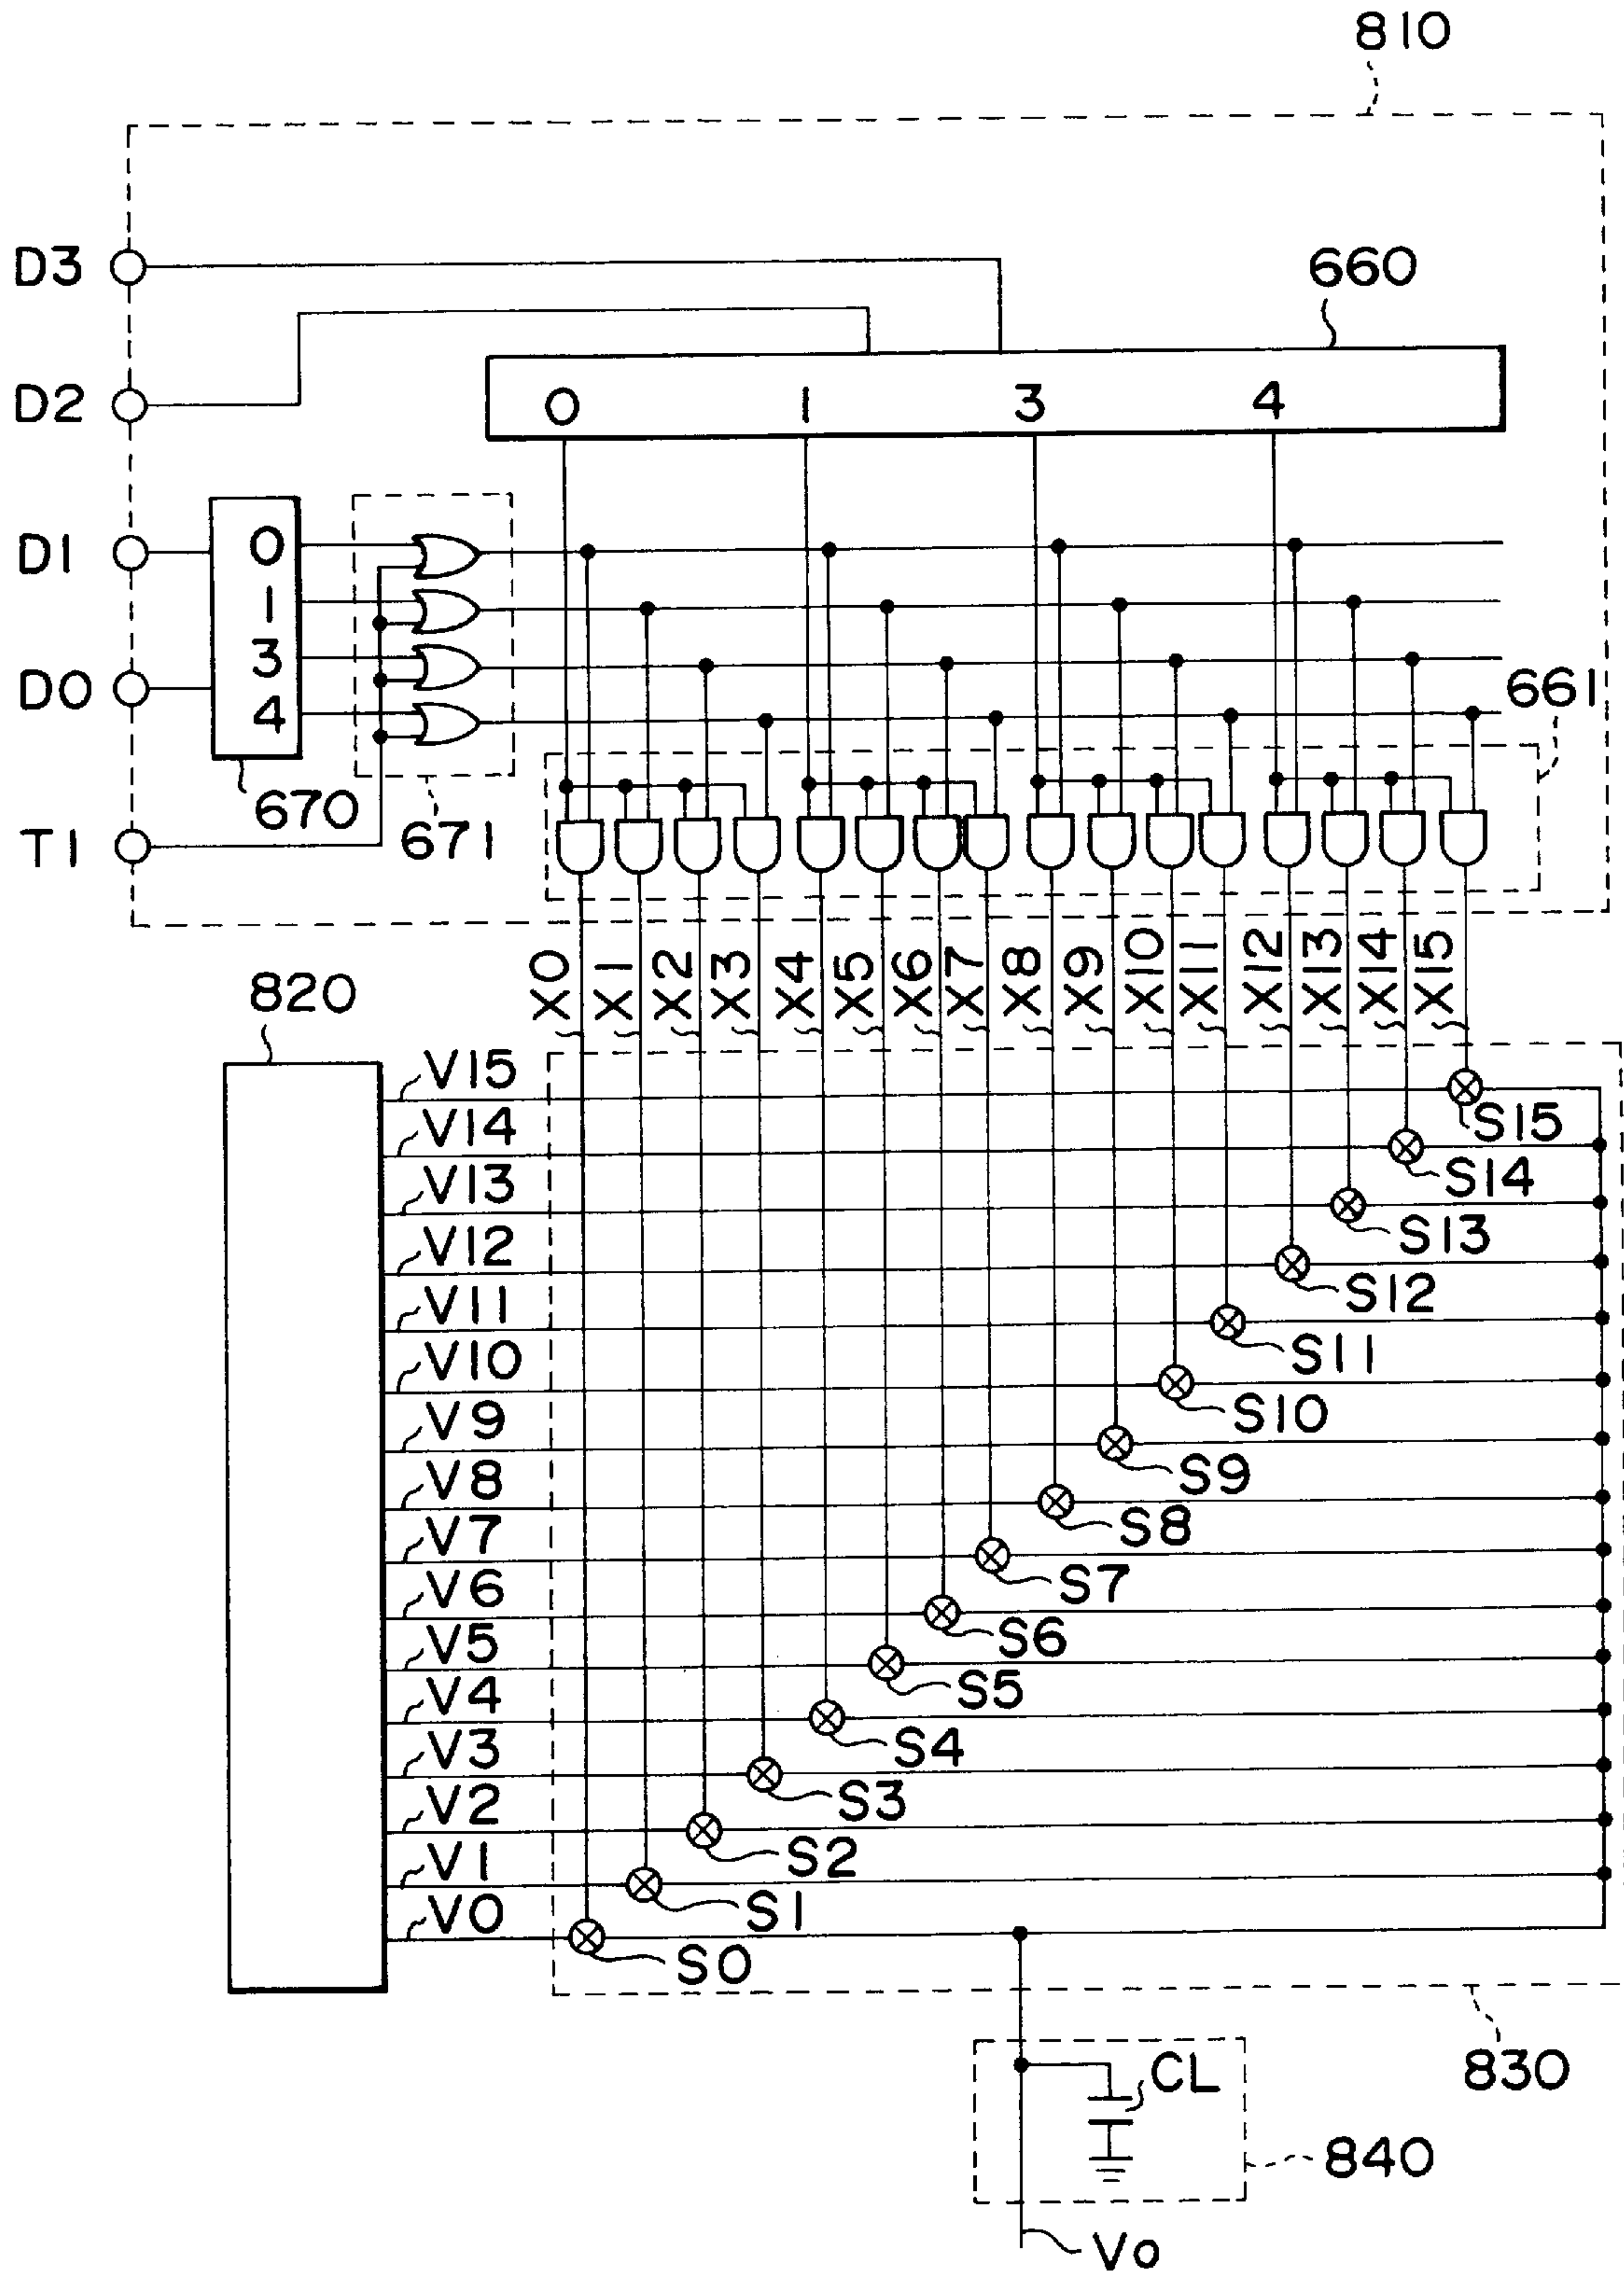 810
D3
660
D2
0 1 3 4
D1
0
1
3
D0
4
661
670
671
T1
X0 X1 X2 X3 X4 X5 X6 X7 X8 X9 X10 X11 X12 X13 X14 X15
820
V15
S15
V14
S14
V13
S13
V12
S12
V11
S11
V10
S10
V9
S9
V8
S8
V7
S7
V6
S6
V5
S5
V4
S4
V3
S3
V2
S2
V1
S1
V0
S0
830
CL
840
Vo